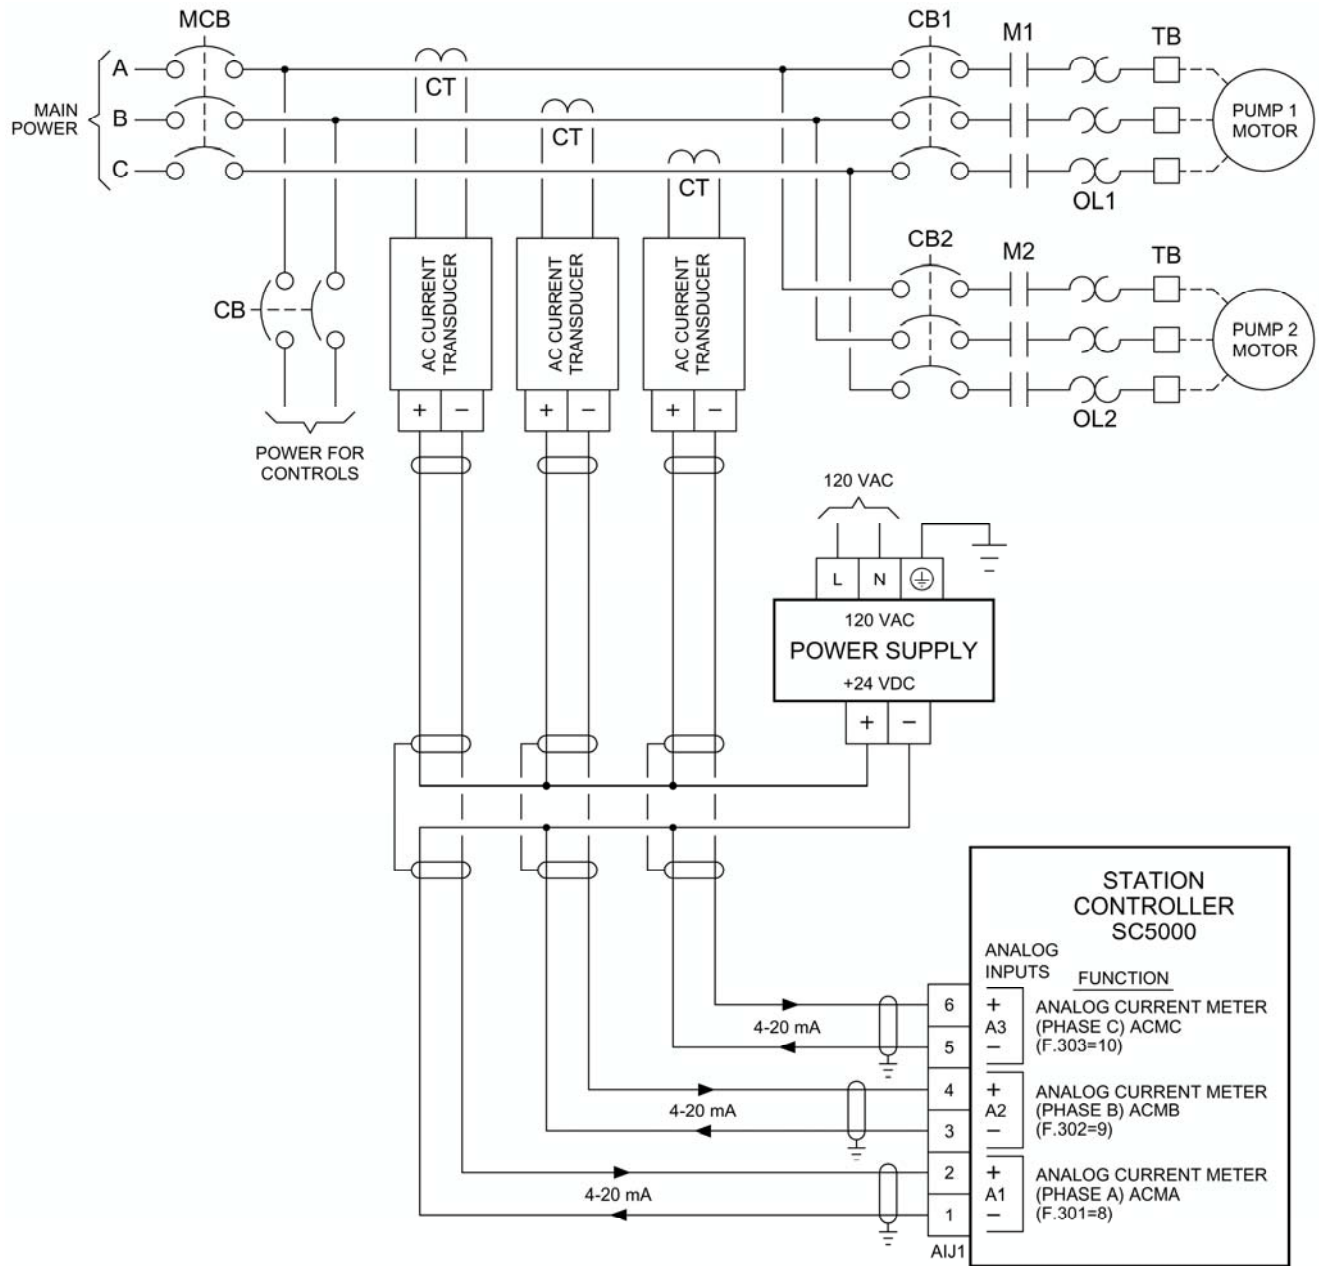 MCB
CB1
M1
TB
A
CT
MAIN
POWER
B
CT
PUMP 1
MOTOR
C
CT
OL1
CB2
M2
TB
AC CURRENT
TRANSDUCER
AC CURRENT
TRANSDUCER
AC CURRENT
TRANSDUCER
CB
PUMP 2
MOTOR
+ −
+ −
+ −
OL2
POWER FOR
CONTROLS
120 VAC
L N
120 VAC
POWER SUPPLY
+24 VDC
+ −
STATION
CONTROLLER
SC5000
ANALOG
INPUTS
FUNCTION
6 +
4-20 mA
A3
5 −
ANALOG CURRENT METER
(PHASE C) ACMC
(F.303=10)
4 +
4-20 mA
A2
3 −
ANALOG CURRENT METER
(PHASE B) ACMB
(F.302=9)
2 +
4-20 mA
A1
1 −
ANALOG CURRENT METER
(PHASE A) ACMA
(F.301=8)
AIJ1